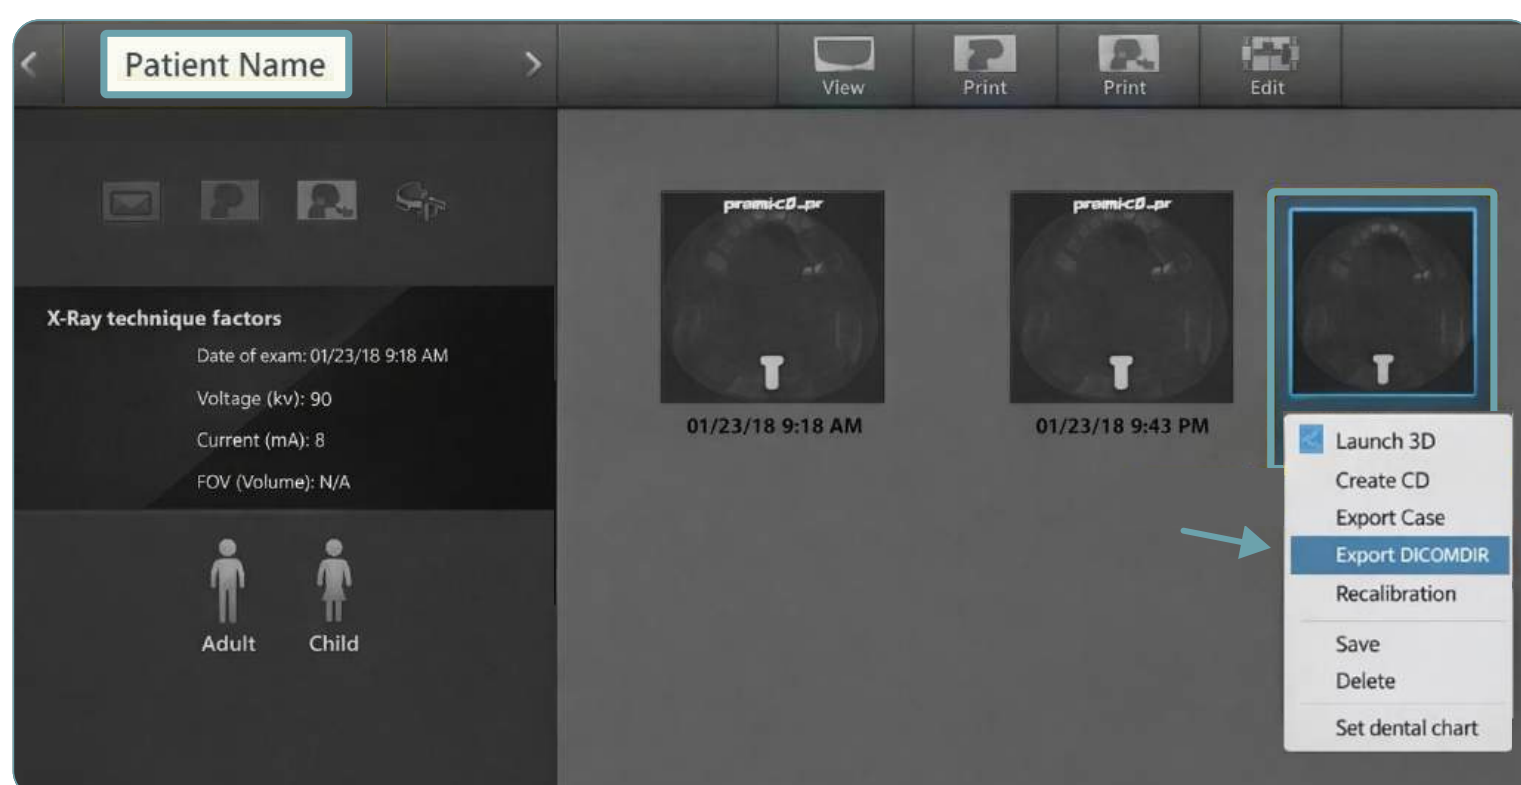 Patient Name
View
Print
Print
Edit
X-Ray technique factors
Date of exam: 01/23/18 9:18 AM
Voltage (kv): 90
Current (mA): 8
FOV (Volume): N/A
Adult
Child
01/23/18 9:18 AM
01/23/18 9:43 PM
Launch 3D
Create CD
Export Case
Export DICOMDIR
Recalibration
Save
Delete
Set dental chart